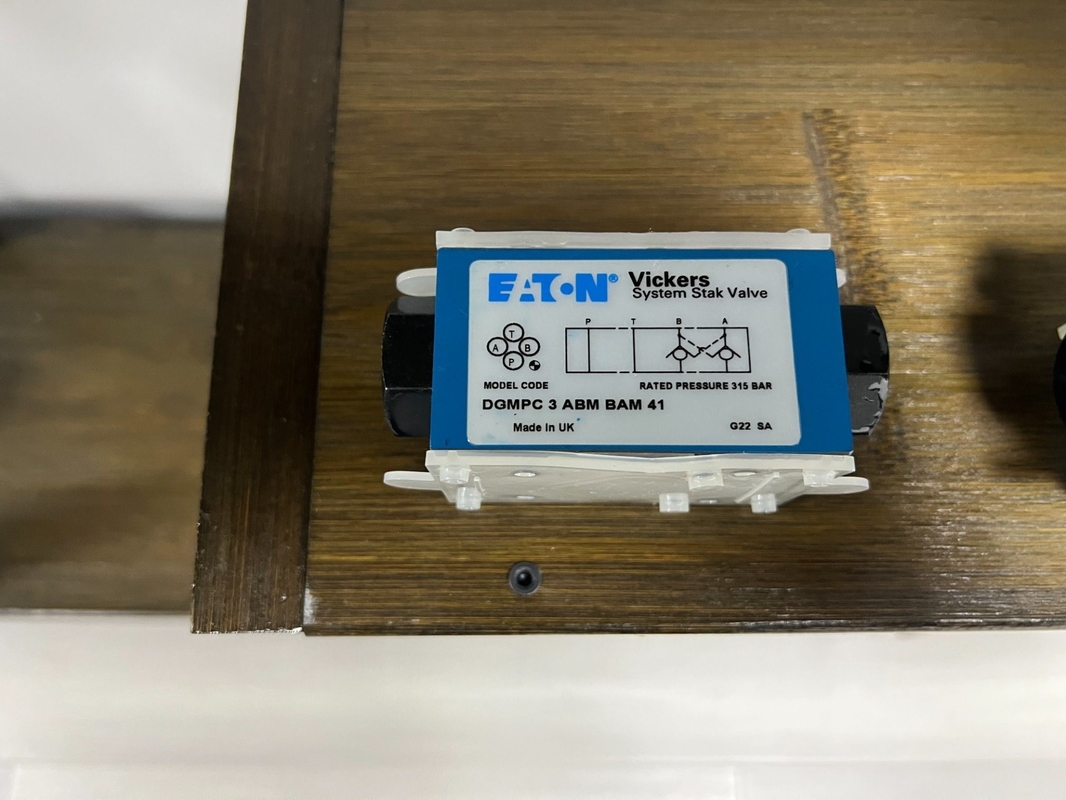 EATON® Vickers
System Stak Valve
T
A B
P
P T B A
MODEL CODE RATED PRESSURE 315 BAR
DGMPC 3 ABM BAM 41
Made in UK G22 SA